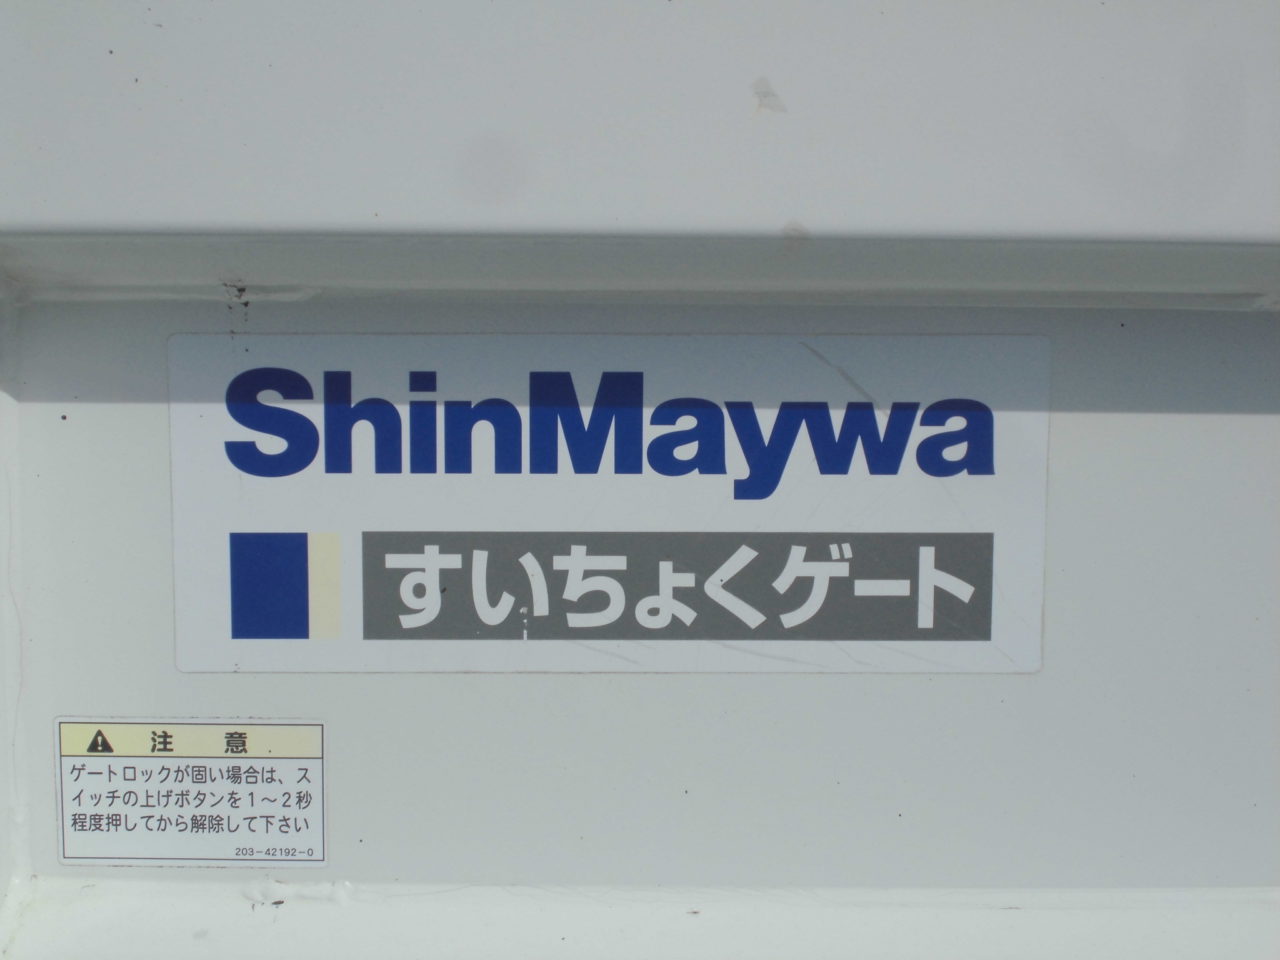 ShinMaywa
すいちょくゲート
注 意
ゲートロックが固い場合は、ス
イッチの上げボタンを1～2秒
程度押してから解除して下さい
203-42192-0